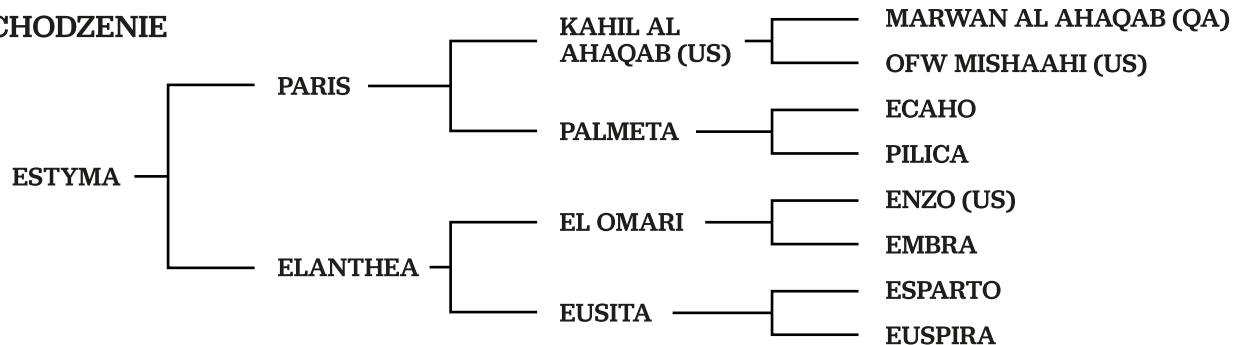 CHODZENIE
KAHIL AL
AHAQAB (US)
MARWAN AL AHAQAB (QA)
OFW MISHAAHI (US)
PARIS
PALMETA
ECAHO
PILICA
ESTYMA
ELANTHEA
EL OMARI
ENZO (US)
EMBRA
EUSITA
ESPARTO
EUSPIRA